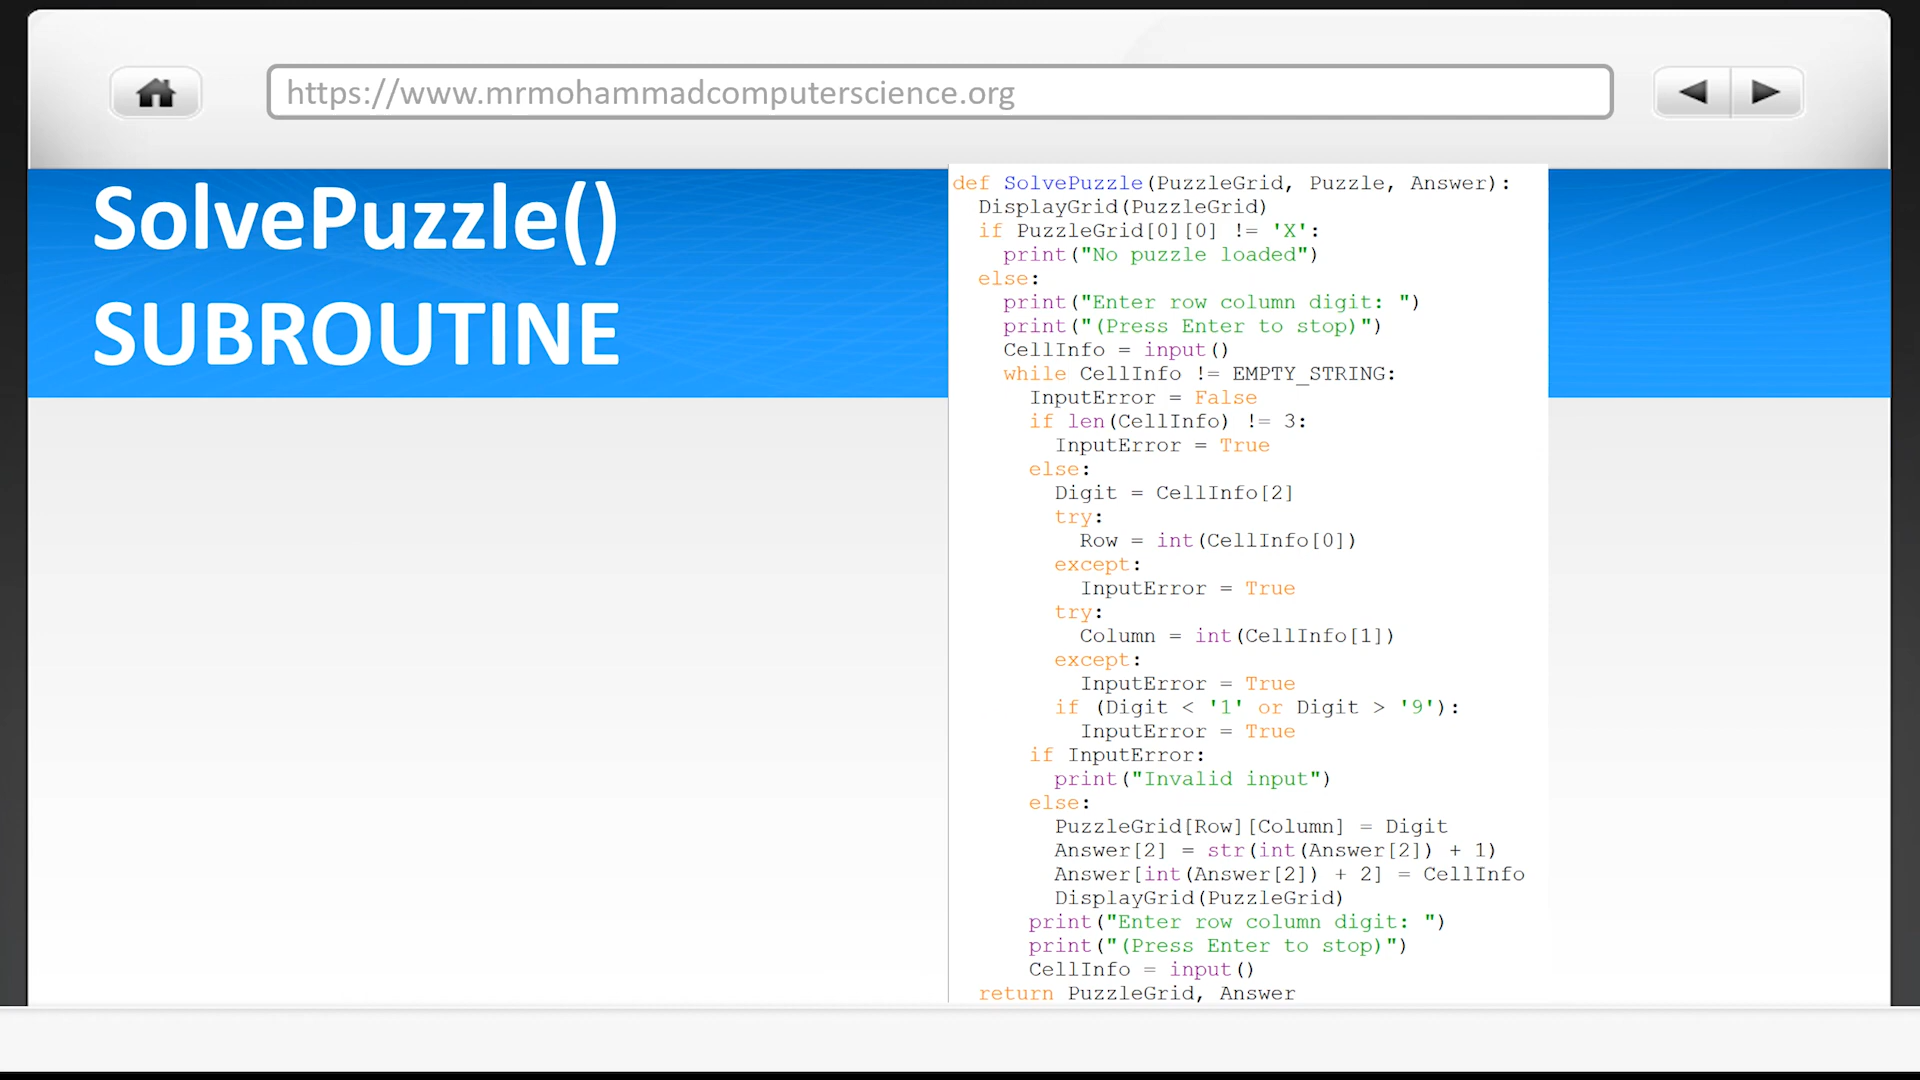 https://www.mrmohammadcomputerscience.org
SolvePuzzle()
SUBROUTINE
def SolvePuzzle(PuzzleGrid, Puzzle, Answer):
  DisplayGrid(PuzzleGrid)
  if PuzzleGrid[0][0] != 'X':
    print("No puzzle loaded")
  else:
    print("Enter row column digit: ")
    print("(Press Enter to stop)")
    CellInfo = input()
    while CellInfo != EMPTY_STRING:
      InputError = False
      if len(CellInfo) != 3:
        InputError = True
      else:
        Digit = CellInfo[2]
        try:
          Row = int(CellInfo[0])
        except:
          InputError = True
        try:
          Column = int(CellInfo[1])
        except:
          InputError = True
        if (Digit < '1' or Digit > '9'):
          InputError = True
      if InputError:
        print("Invalid input")
      else:
        PuzzleGrid[Row][Column] = Digit
        Answer[2] = str(int(Answer[2]) + 1)
        Answer[int(Answer[2]) + 2] = CellInfo
        DisplayGrid(PuzzleGrid)
      print("Enter row column digit: ")
      print("(Press Enter to stop)")
      CellInfo = input()
  return PuzzleGrid, Answer